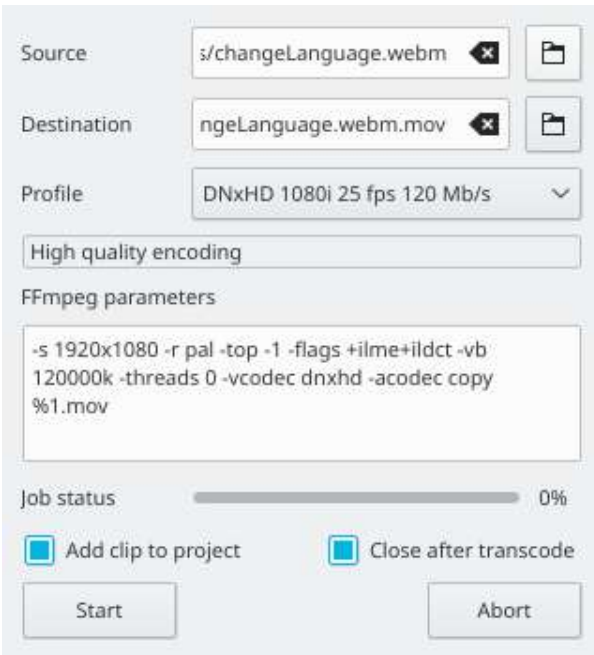 Source s/changeLanguage.webm
Destination ngeLanguage.webm.mov
Profile DNxHD 1080i 25 fps 120 Mb/s
High quality encoding
FFmpeg parameters
-s 1920x1080 -r pal -top -1 -flags +ilme+ildct -vb
120000k -threads 0 -vcodec dnxhd -acodec copy
%1.mov
Job status 0%
Add clip to project Close after transcode
Start Abort